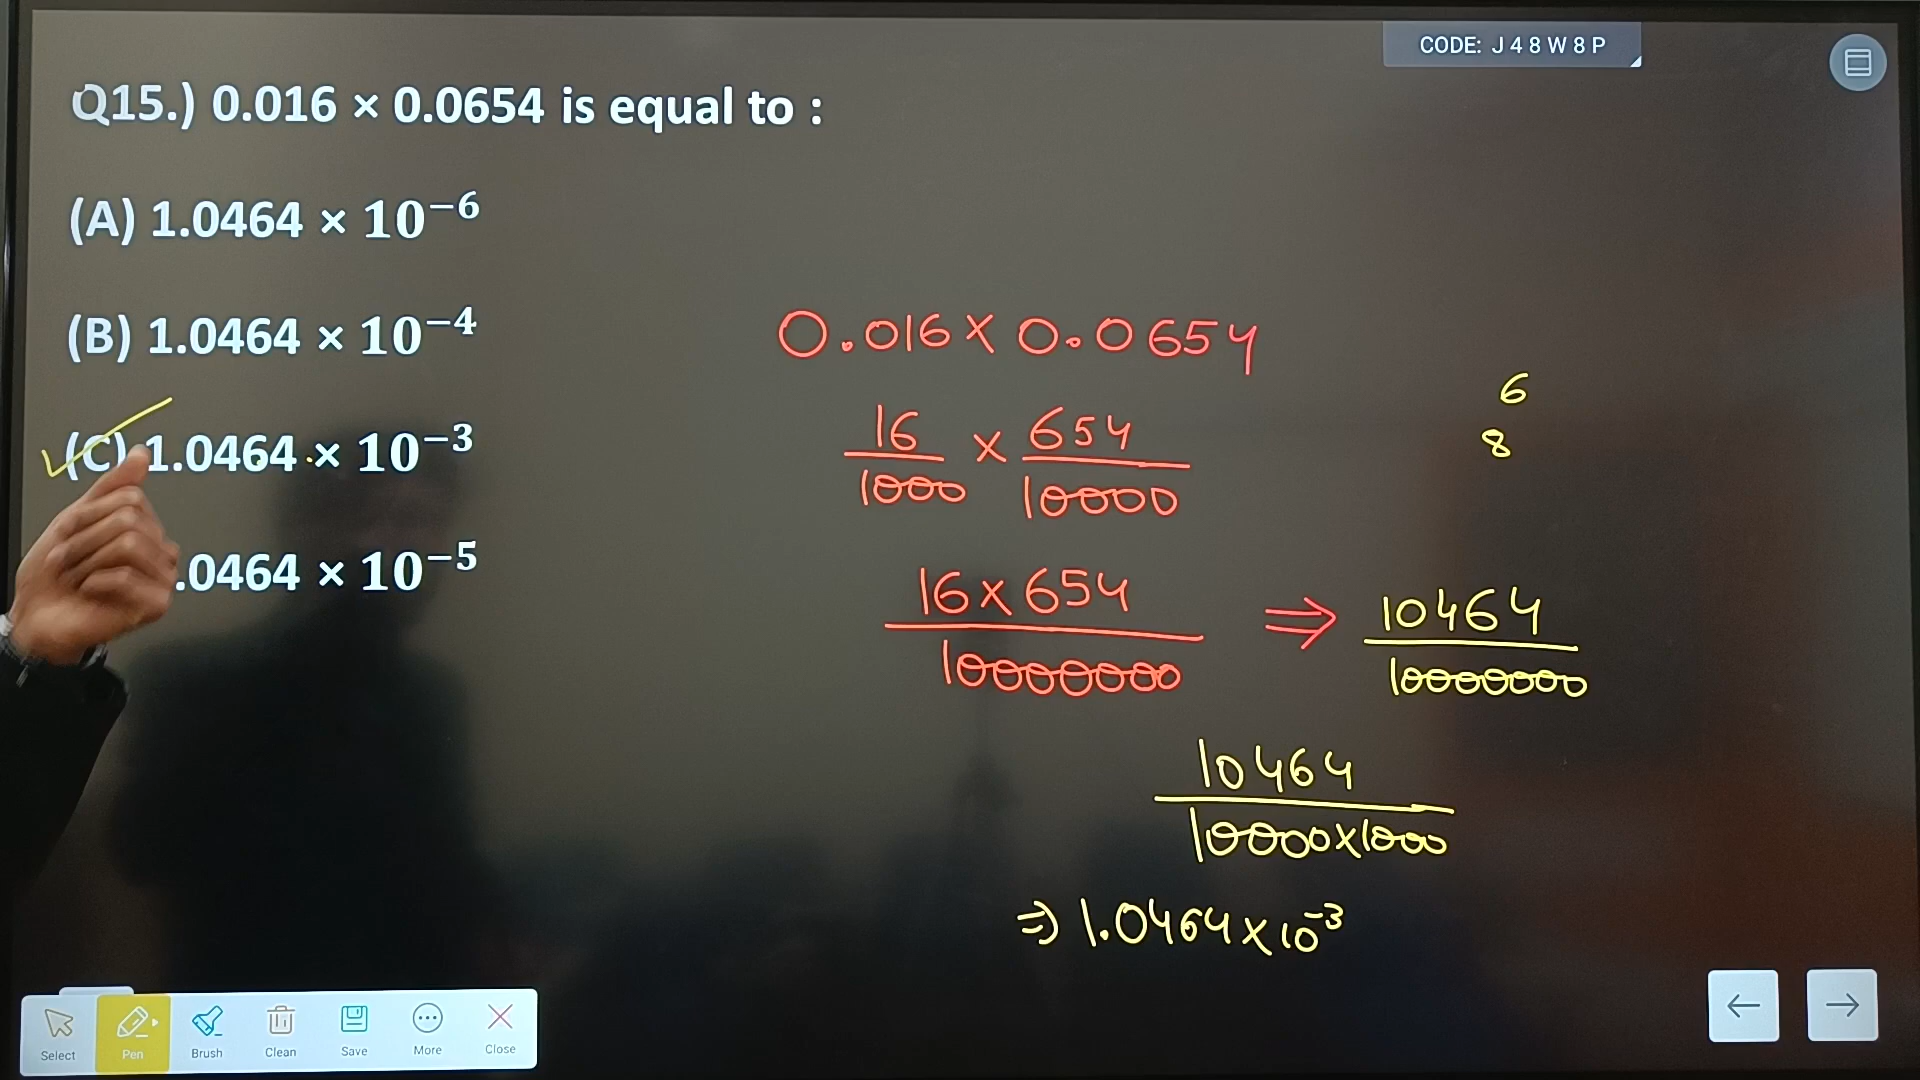 CODE: J 4 8 W 8 P
Q15.) 0.016 × 0.0654 is equal to :
(A) 1.0464 × 10⁻⁶
(B) 1.0464 × 10⁻⁴
(C) 1.0464 × 10⁻³
.0464 × 10⁻⁵
0.016 × 0.0654
16/1000 × 654/10000
6
8
16 × 654/10000000 ⇒ 10464/10000000
10464/10000×1000
⇒ 1.0464 × 10⁻³
Select Pen Brush Clean Save More Close